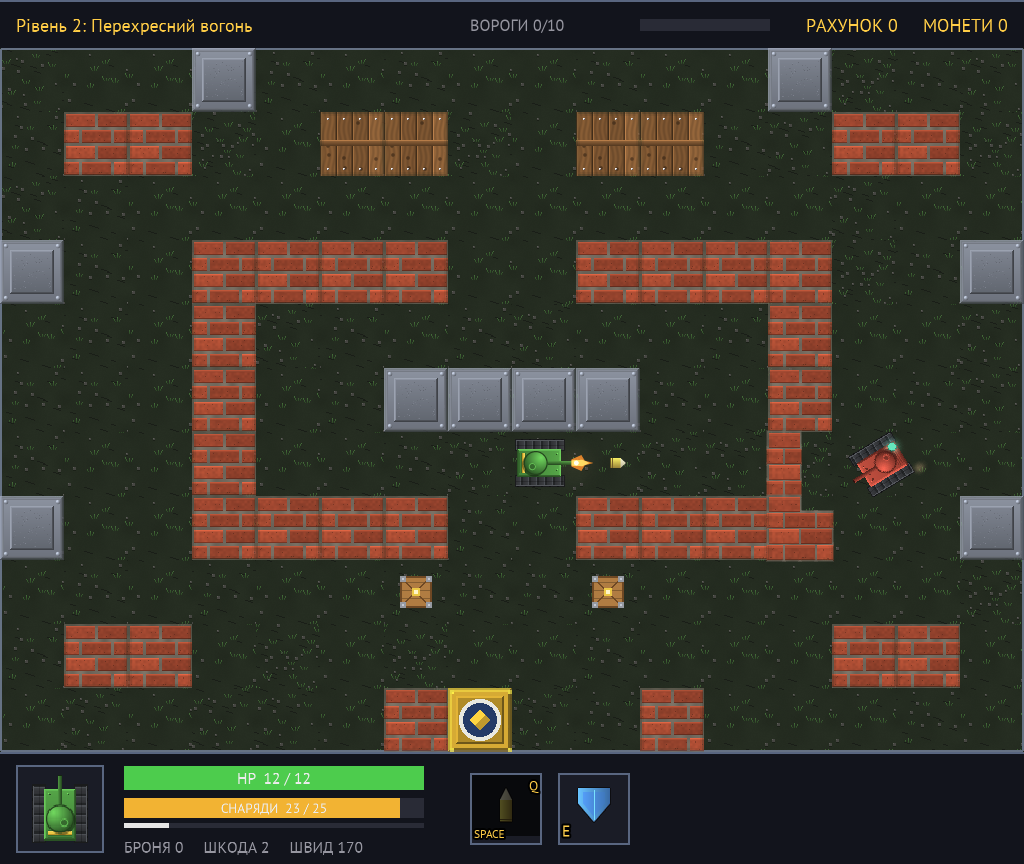 Рівень 2: Перехресний вогонь
ВОРОГИ 0/10
РАХУНОК 0
МОНЕТИ 0
HP 12 / 12
СНАРЯДИ 23 / 25
БРОНЯ 0
ШКОДА 2
ШВИД 170
Q
SPACE
E